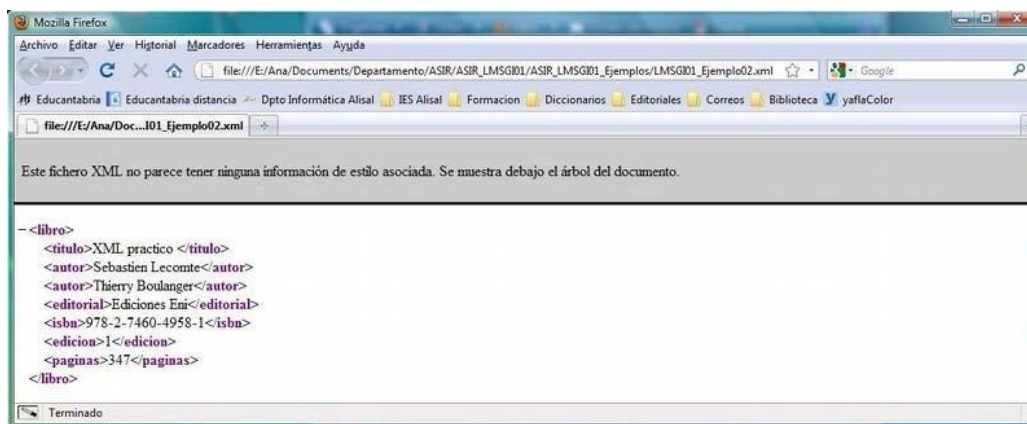 Mozilla Firefox
Archivo Editar Ver Historial Marcadores Herramientas Ayuda
file:///E:/Ana/Documents/Departamento/ASIR/ASIR_LMSGI01/ASIR_LMSGI01_Ejemplos/LMSGI01_Ejemplo02.xml Google
Educantabria Educantabria distancia Dpto Informática Alisal IES Alisal Formacion Diccionarios Editoriales Correos Biblioteca yaflaColor
file:///E:/Ana/Doc...I01_Ejemplo02.xml
Este fichero XML no parece tener ninguna información de estilo asociada. Se muestra debajo el árbol del documento.
−<libro>
<titulo>XML practico </titulo>
<autor>Sebastien Lecomte</autor>
<autor>Thierry Boulanger</autor>
<editorial>Ediciones Eni</editorial>
<isbn>978-2-7460-4958-1</isbn>
<edicion>1</edicion>
<paginas>347</paginas>
</libro>
Terminado